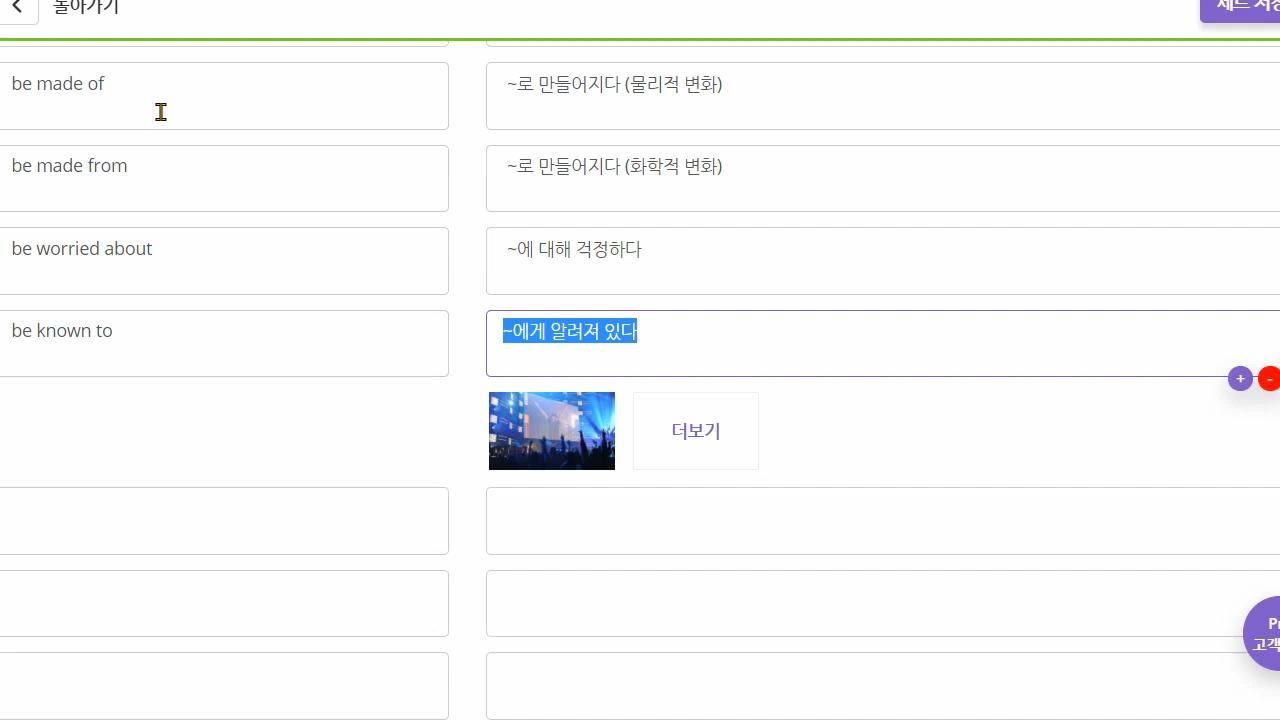 돌아가기
be made of
~로 만들어지다 (물리적 변화)
be made from
~로 만들어지다 (화학적 변화)
be worried about
~에 대해 걱정하다
be known to
~에게 알려져 있다
+
-
더보기
고객